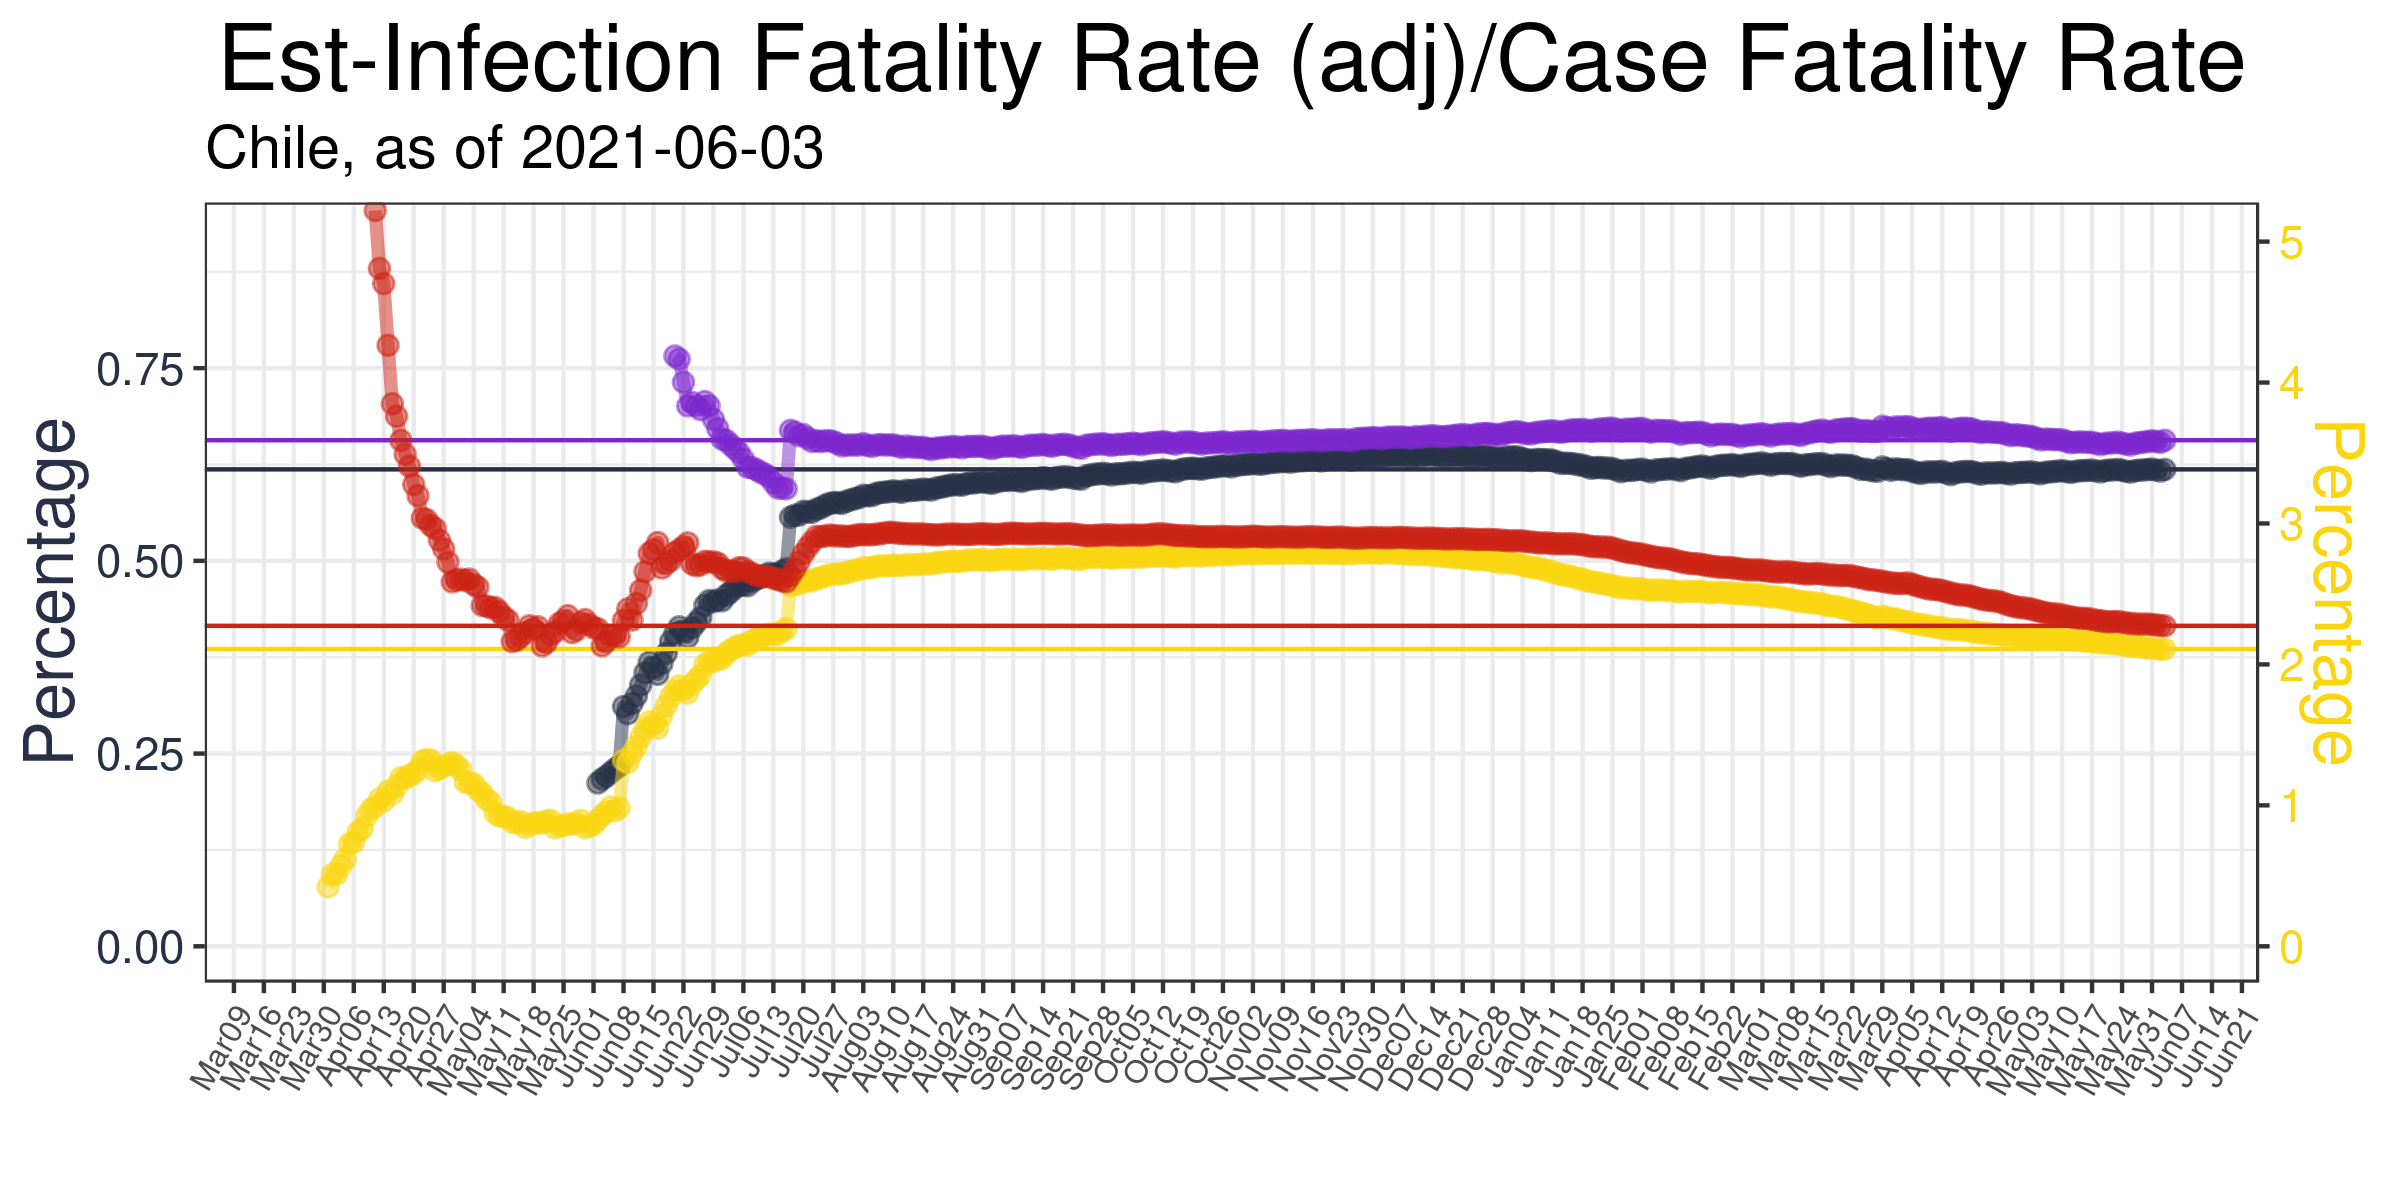 Est-Infection Fatality Rate (adj)/Case Fatality Rate
Chile, as of 2021-06-03
Percentage
0.75
0.50
0.25
0.00
5
4
3
2
1
0
Percentage
Mar09
Mar16
Mar23
Mar30
Apr06
Apr13
Apr20
Apr27
May04
May11
May18
May25
Jun01
Jun08
Jun15
Jun22
Jun29
Jul06
Jul13
Jul20
Jul27
Aug03
Aug10
Aug17
Aug24
Aug31
Sep07
Sep14
Sep21
Sep28
Oct05
Oct12
Oct19
Oct26
Nov02
Nov09
Nov16
Nov23
Nov30
Dec07
Dec14
Dec21
Dec28
Jan04
Jan11
Jan18
Jan25
Feb01
Feb08
Feb15
Feb22
Mar01
Mar08
Mar15
Mar22
Mar29
Apr05
Apr12
Apr19
Apr26
May03
May10
May17
May24
May31
Jun07
Jun14
Jun21